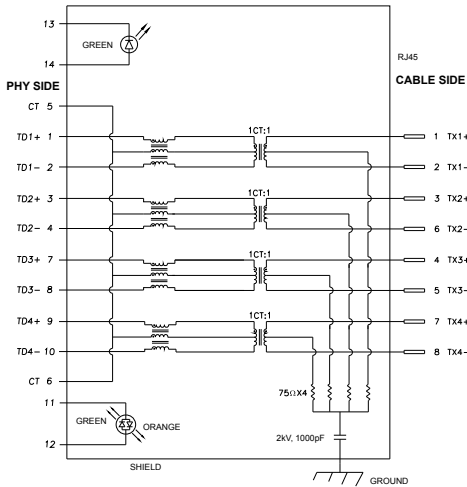 13
GREEN
14
RJ45
PHY SIDE
CABLE SIDE
CT 5
1CT:1
TD1+ 1
1 TX1+
TD1- 2
2 TX1-
1CT:1
TD2+ 3
3 TX2+
TD2- 4
6 TX2-
1CT:1
TD3+ 7
4 TX3+
TD3- 8
5 TX3-
1CT:1
TD4+ 9
7 TX4+
TD4- 10
8 TX4-
CT 6
75ΩX4
11
GREEN
ORANGE
12
2kV, 1000pF
SHIELD
GROUND